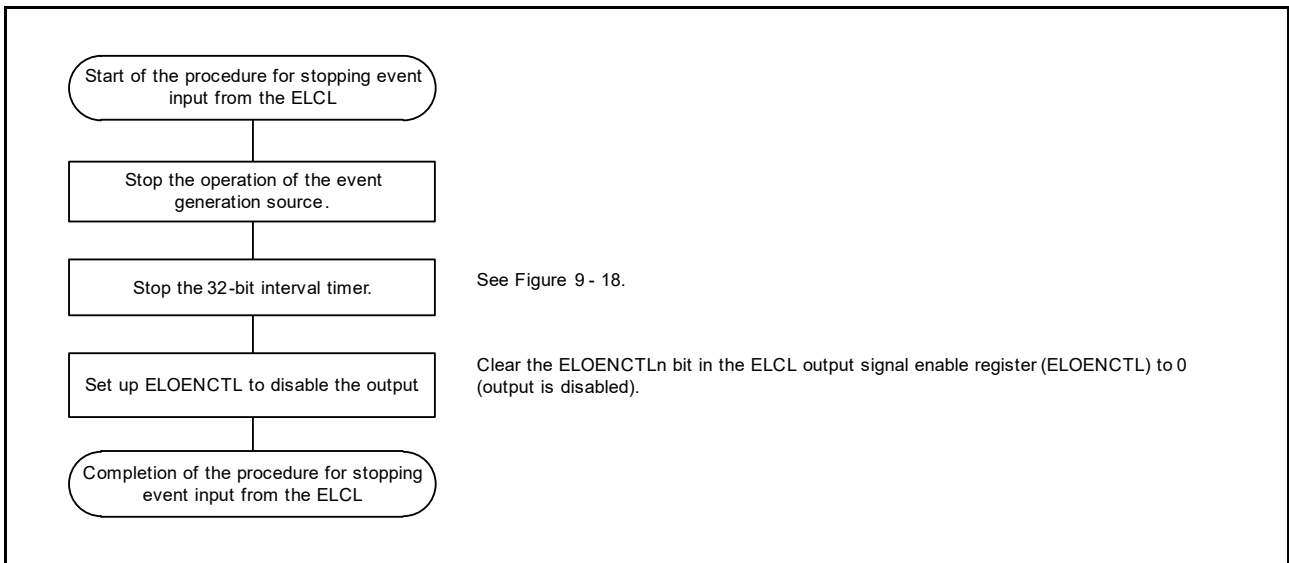 Start of the procedure for stopping event
input from the ELCL
Stop the operation of the event
generation source.
Stop the 32-bit interval timer.
See Figure 9 - 18.
Set up ELOENCTL to disable the output
Clear the ELOENCTLn bit in the ELCL output signal enable register (ELOENCTL) to 0
(output is disabled).
Completion of the procedure for stopping
event input from the ELCL